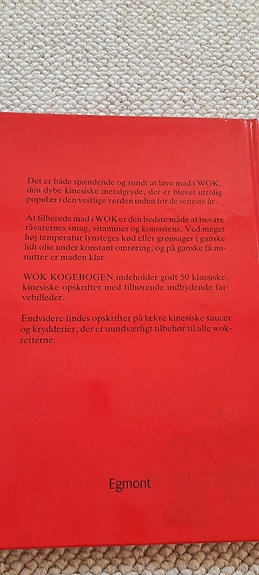 Det er både spændende og sundt at lave mad i WOK,
den dybe kinesiske metalgryde, der er blevet utrolig
populær i den vestlige verden inden for de seneste år.
At tilberede mad i WOK er den bedste måde at bevare
råvarernes smag, vitaminer og konsistens. Ved meget
høj temperatur lynsteges kød eller grønsager i ganske
lidt olie under konstant omrøring, og på ganske få mi-
nutter er maden klar.
WOK KOGEBOGEN indeholder godt 50 klassiske,
kinesiske opskrifter med tilhørende indbydende far-
vebilleder.
Endvidere findes opskrifter på lækre kinesiske saucer
og krydderier, der er uundværligt tilbehør til alle wok-
retterne.
Egmont